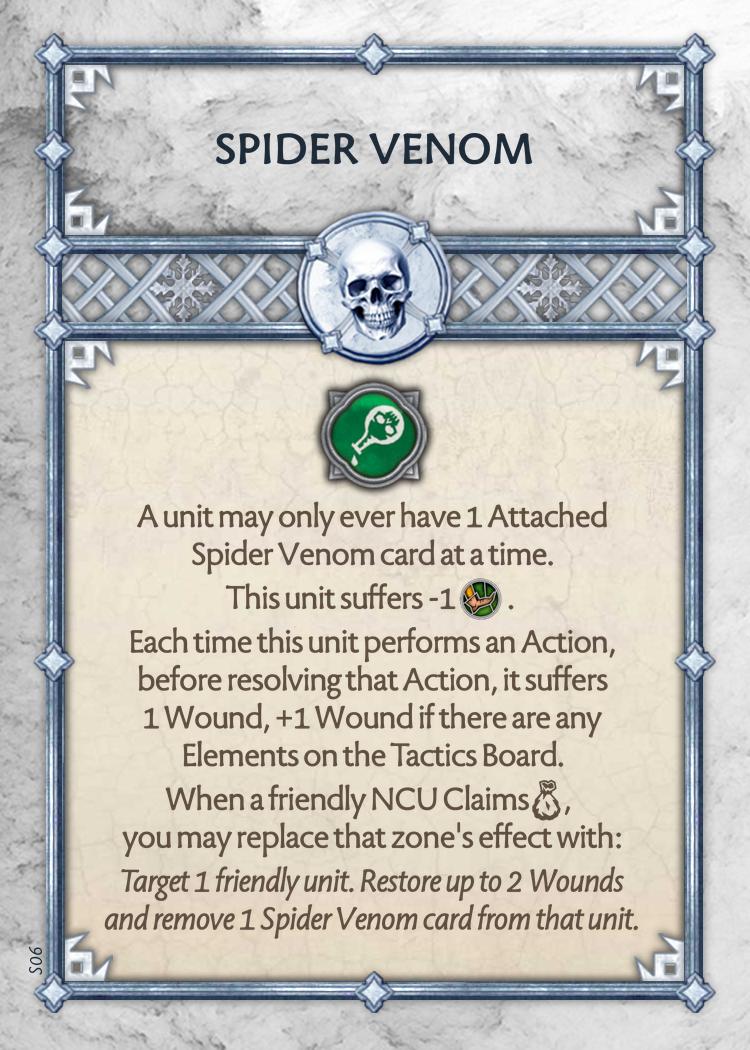 SPIDER VENOM
A unit may only ever have 1 Attached
Spider Venom card at a time.
This unit suffers -1 .
Each time this unit performs an Action,
before resolving that Action, it suffers
1 Wound, +1 Wound if there are any
Elements on the Tactics Board.
When a friendly NCU Claims ,
you may replace that zone's effect with:
Target 1 friendly unit. Restore up to 2 Wounds
and remove 1 Spider Venom card from that unit.
S06